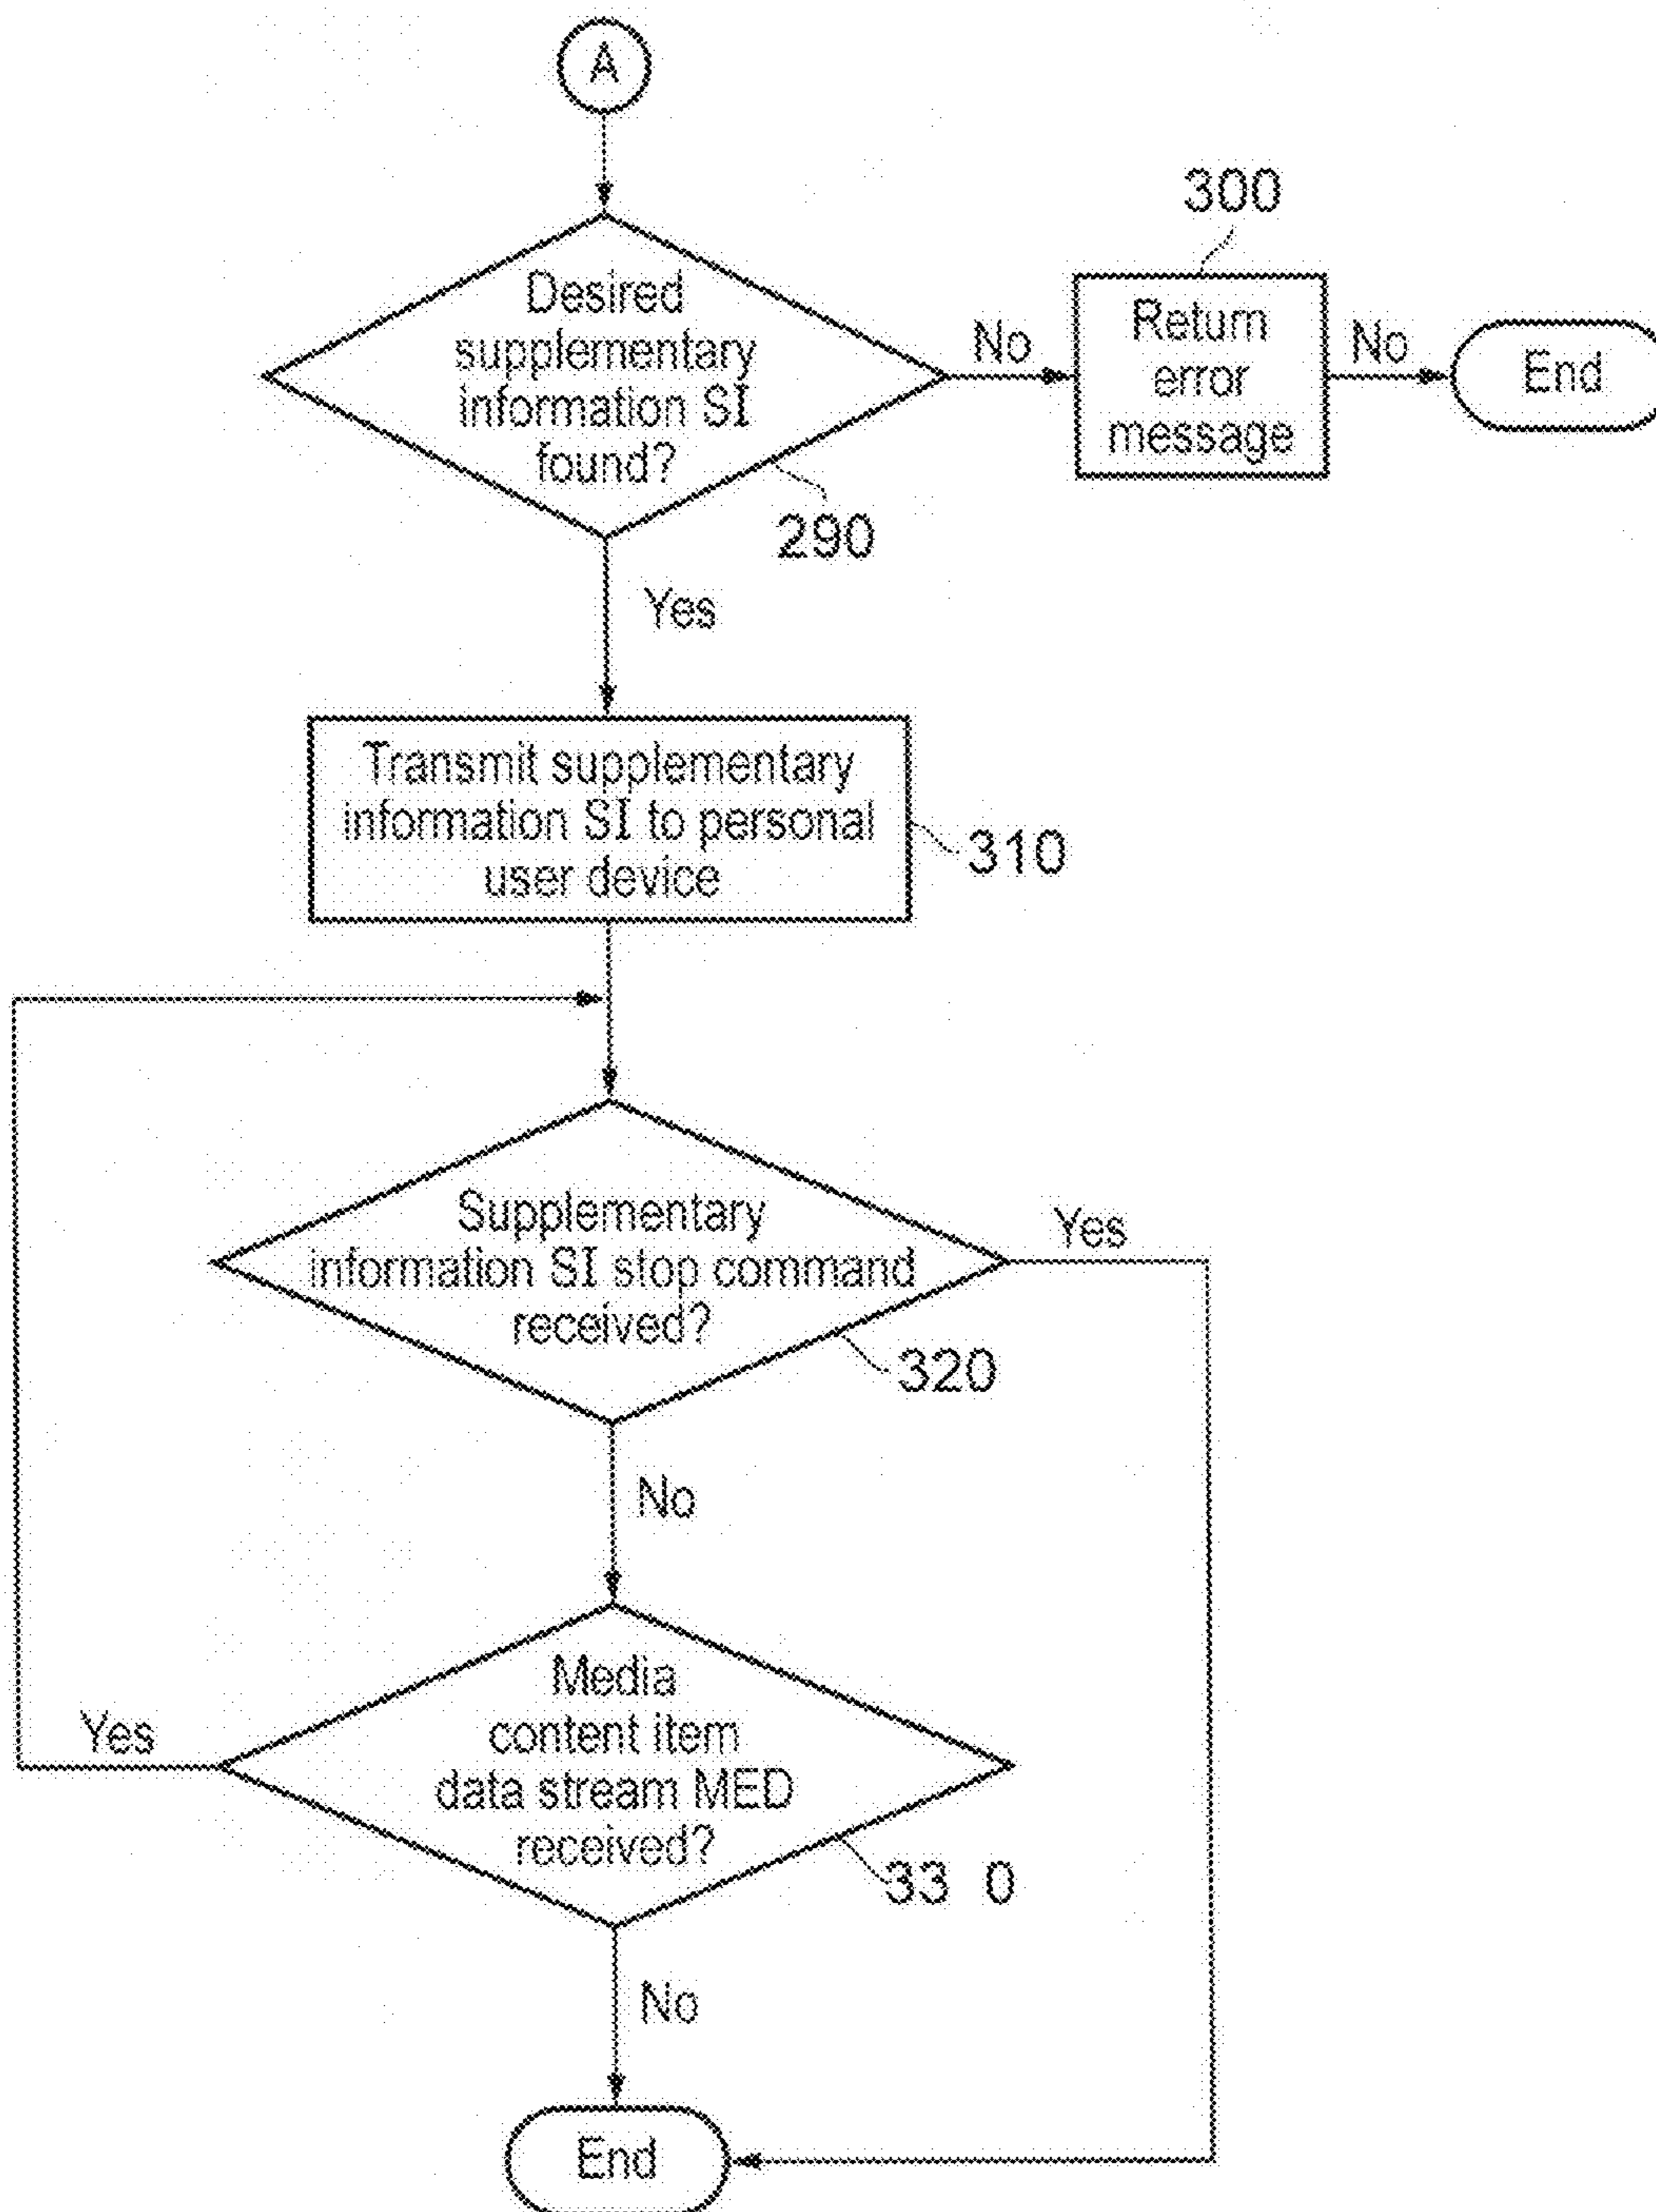 A
300
Desired
supplementary
information SI
found?
No
Return
error
message
No
End
290
Yes
Transmit supplementary
information SI to personal
user device
310
Supplementary
information SI stop command
received?
Yes
320
No
Media
content item
data stream MED
received?
Yes
33 0
No
End